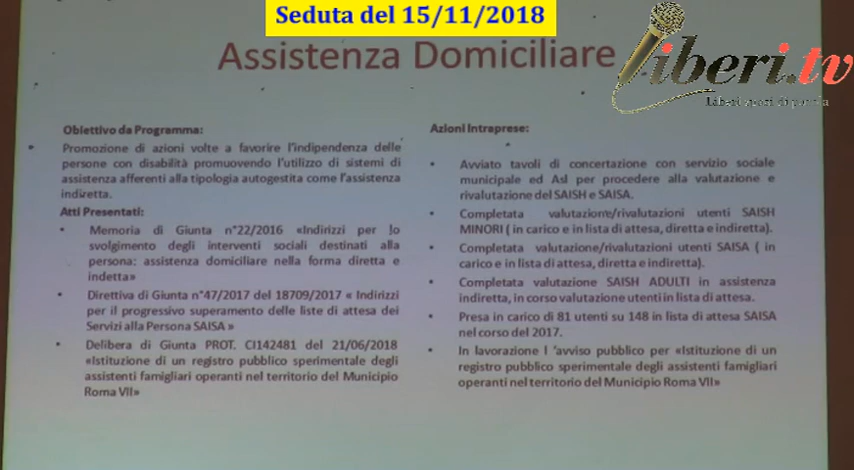 Seduta del 15/11/2018
Assistenza Domiciliare
iberi.tv
Liberi spazi di parola
Obiettivo da Programma:
• Promozione di azioni volte a favorire l'indipendenza delle
persone con disabilità promuovendo l'utilizzo di sistemi di
assistenza afferenti alla tipologia autogestita come l'assistenza
indiretta.
Atti Presentati:
• Memoria di Giunta n°22/2016 «Indirizzi per lo
svolgimento degli interventi sociali destinati alla
persona: assistenza domiciliare nella forma diretta e
indetta»
• Direttiva di Giunta n°47/2017 del 18709/2017 « Indirizzi
per il progressivo superamento delle liste di attesa dei
Servizi alla Persona SAISA »
• Delibera di Giunta PROT. CI142481 del 21/06/2018
«Istituzione di un registro pubblico sperimentale degli
assistenti famigliari operanti nel territorio del Municipio
Roma VII»
Azioni Intraprese:
• Avviato tavoli di concertazione con servizio sociale
municipale ed Asl per procedere alla valutazione e
rivalutazione del SAISH e SAISA.
• Completata valutazione/rivalutazioni utenti SAISH
MINORI ( in carico e in lista di attesa, diretta e indiretta).
• Completata valutazione/rivalutazioni utenti SAISA ( in
carico e in lista di attesa, diretta e indiretta).
• Completata valutazione SAISH ADULTI in assistenza
indiretta, in corso valutazione utenti in lista di attesa.
• Presa in carico di 81 utenti su 148 in lista di attesa SAISA
nel corso del 2017.
• In lavorazione l 'avviso pubblico per «Istituzione di un
registro pubblico sperimentale degli assistenti famigliari
operanti nel territorio del Municipio Roma VII»